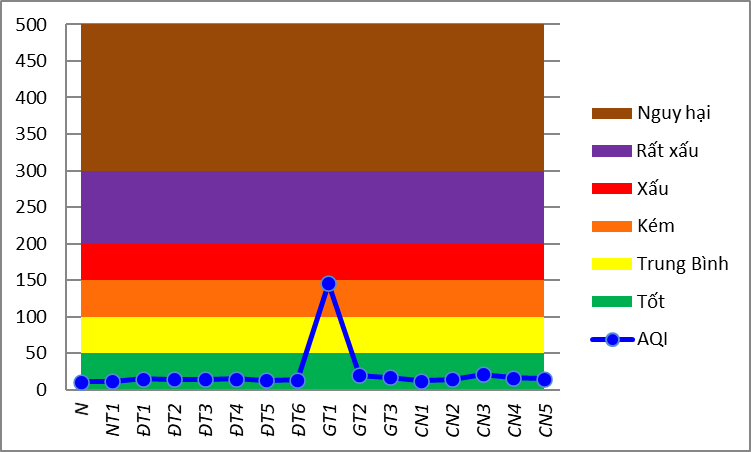 500
450
400
350
300
250
200
150
100
50
0
N
NT1
ĐT1
ĐT2
ĐT3
ĐT4
ĐT5
ĐT6
GT1
GT2
GT3
CN1
CN2
CN3
CN4
CN5
Nguy hại
Rất xấu
Xấu
Kém
Trung Bình
Tốt
AQI